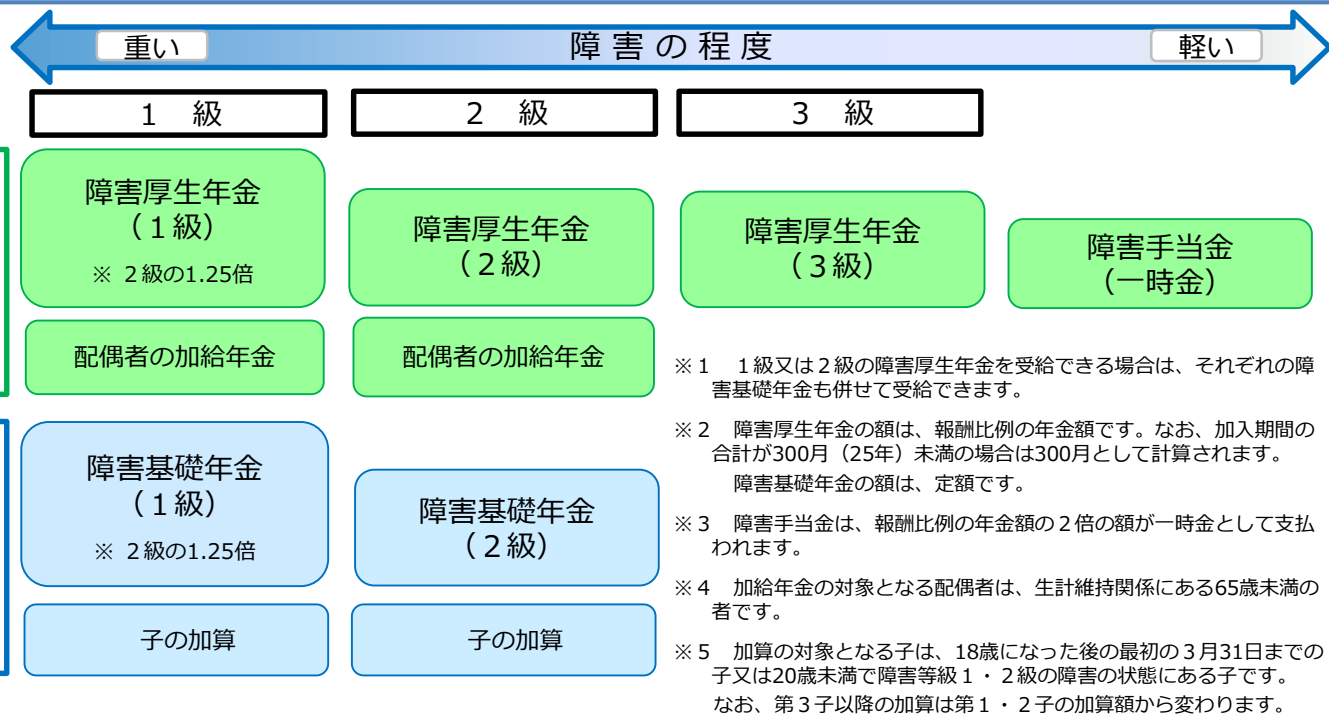 重い
障害の程度
軽い
１　級
２　級
３　級
障害厚生年金
（１級）
※ ２級の1.25倍
障害厚生年金
（２級）
障害厚生年金
（３級）
障害手当金
（一時金）
配偶者の加給年金
配偶者の加給年金
障害基礎年金
（１級）
※ ２級の1.25倍
障害基礎年金
（２級）
子の加算
子の加算
※１　１級又は２級の障害厚生年金を受給できる場合は、それぞれの障
害基礎年金も併せて受給できます。
※２　障害厚生年金の額は、報酬比例の年金額です。なお、加入期間の
合計が300月（25年）未満の場合は300月として計算されます。
障害基礎年金の額は、定額です。
※３　障害手当金は、報酬比例の年金額の２倍の額が一時金として支払
われます。
※４　加給年金の対象となる配偶者は、生計維持関係にある65歳未満の
者です。
※５　加算の対象となる子は、18歳になった後の最初の３月31日までの
子又は20歳未満で障害等級１・２級の障害の状態にある子です。
なお、第３子以降の加算は第１・２子の加算額から変わります。